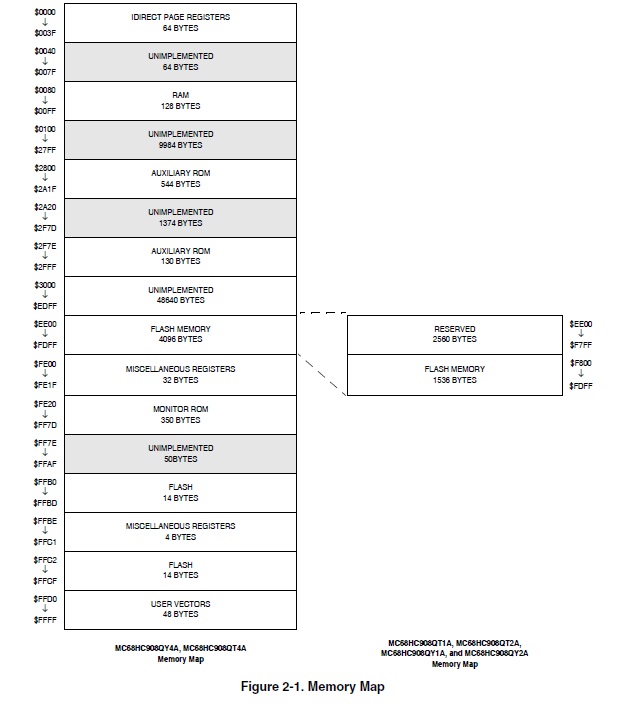 $0000
↓
$003F
IDIRECT PAGE REGISTERS
64 BYTES
$0040
↓
$007F
UNIMPLEMENTED
64 BYTES
$0080
↓
$00FF
RAM
128 BYTES
$0100
↓
$27FF
UNIMPLEMENTED
9984 BYTES
$2800
↓
$2A1F
AUXILIARY ROM
544 BYTES
$2A20
↓
$2F7D
UNIMPLEMENTED
1374 BYTES
$2F7E
↓
$2FFF
AUXILIARY ROM
130 BYTES
$3000
↓
$EDFF
UNIMPLEMENTED
48640 BYTES
$EE00
↓
$FDFF
FLASH MEMORY
4096 BYTES
RESERVED
2560 BYTES
$EE00
↓
$F7FF
$FE00
↓
$FE1F
MISCELLANEOUS REGISTERS
32 BYTES
FLASH MEMORY
1536 BYTES
$F800
↓
$FDFF
$FE20
↓
$FF7D
MONITOR ROM
350 BYTES
$FF7E
↓
$FFAF
UNIMPLEMENTED
50BYTES
$FFB0
↓
$FFBD
FLASH
14 BYTES
$FFBE
↓
$FFC1
MISCELLANEOUS REGISTERS
4 BYTES
$FFC2
↓
$FFCF
FLASH
14 BYTES
$FFD0
↓
$FFFF
USER VECTORS
48 BYTES
MC68HC908QY4A, MC68HC908QT4A
Memory Map
MC68HC908QT1A, MC68HC908QT2A,
MC68HC908QY1A, and MC68HC908QY2A
Memory Map
Figure 2-1. Memory Map